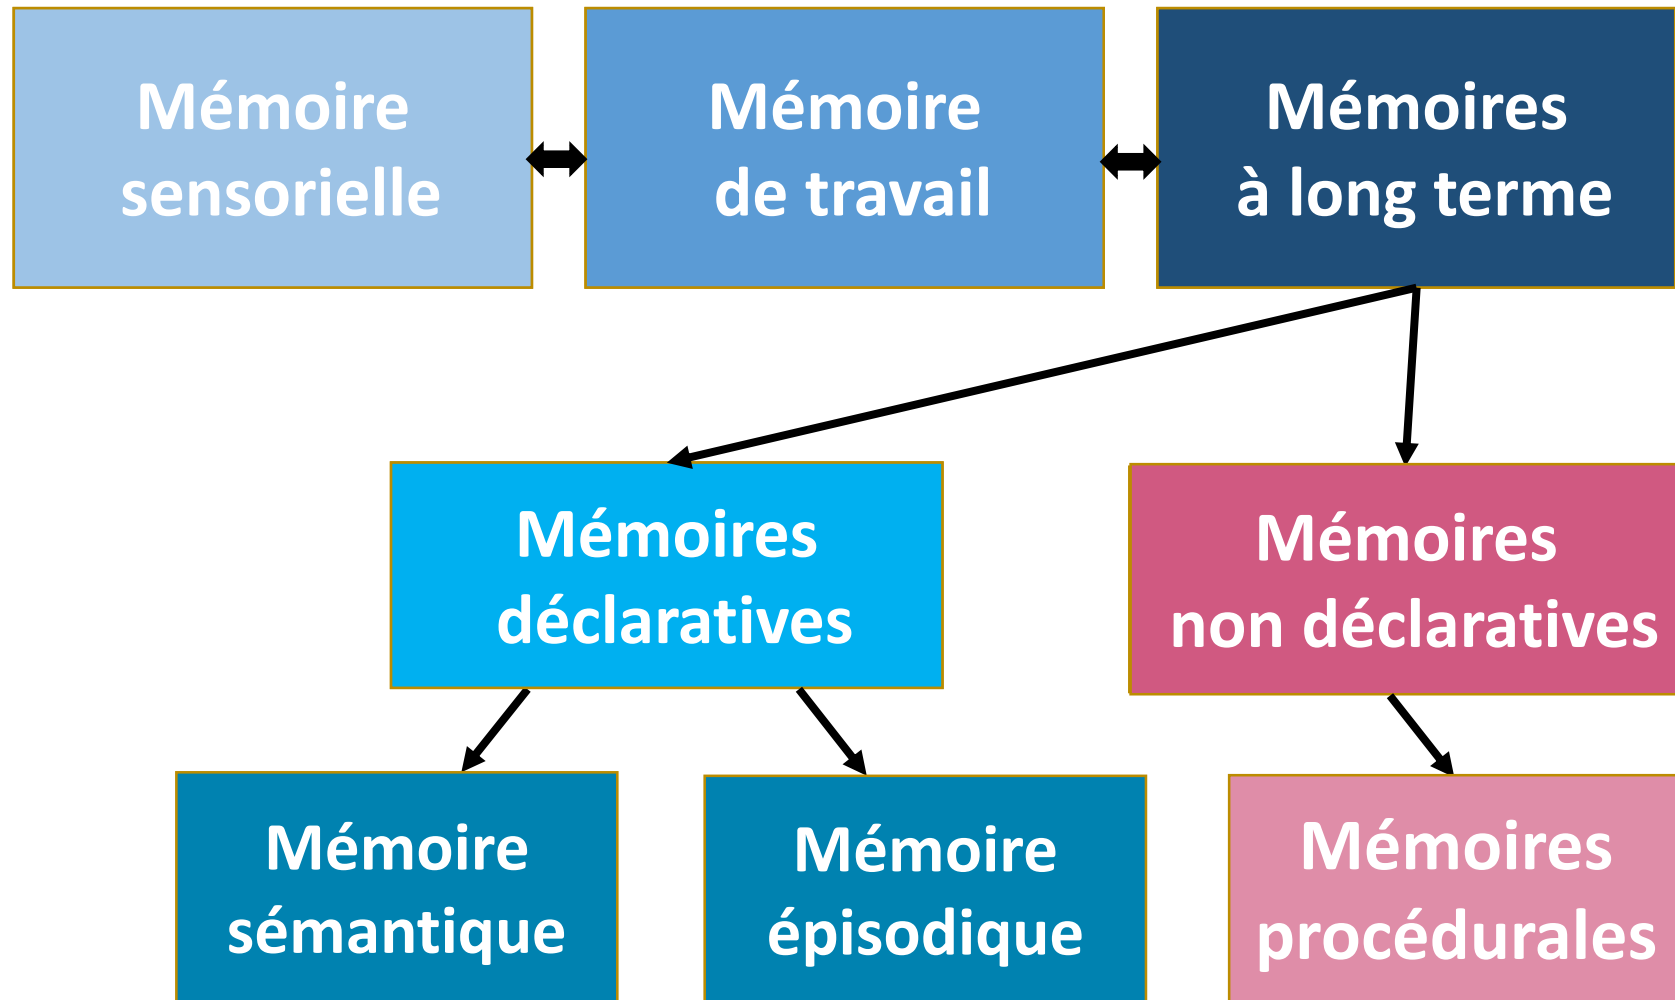 Mémoire
sensorielle
Mémoire
de travail
Mémoires
à long terme
Mémoires
déclaratives
Mémoires
non déclaratives
Mémoire
sémantique
Mémoire
épisodique
Mémoires
procédurales